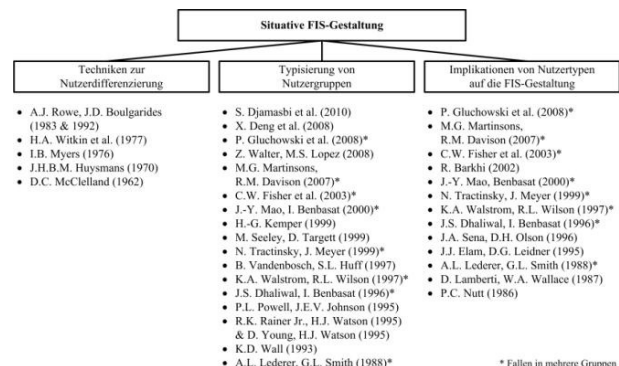 Situative FIS-Gestaltung
Techniken zur
Nutzerdifferenzierung
• A.J. Rowe, J.D. Boulgarides
(1983 & 1992)
• H.A. Witkin et al. (1977)
• I.B. Myers (1976)
• J.H.B.M. Huysmans (1970)
• D.C. McClelland (1962)
Typisierung von
Nutzergruppen
• S. Djamasbi et al. (2010)
• X. Deng et al. (2008)
• P. Gluchowski et al. (2008)*
• Z. Walter, M.S. Lopez (2008)
• M.G. Martinsons,
R.M. Davison (2007)*
• C.W. Fisher et al. (2003)*
• J.-Y. Mao, I. Benbasat (2000)*
• H.-G. Kemper (1999)
• M. Seeley, D. Targett (1999)
• N. Tractinsky, J. Meyer (1999)*
• B. Vandenbosch, S.L. Huff (1997)
• K.A. Walstrom, R.L. Wilson (1997)*
• J.S. Dhaliwal, I. Benbasat (1996)*
• P.L. Powell, J.E.V. Johnson (1995)
• R.K. Rainer Jr., H.J. Watson (1995)
& D. Young, H.J. Watson (1995)
• K.D. Wall (1993)
• A.L. Lederer, G.L. Smith (1988)*
Implikationen von Nutzertypen
auf die FIS-Gestaltung
• P. Gluchowski et al. (2008)*
• M.G. Martinsons,
R.M. Davison (2007)*
• C.W. Fisher et al. (2003)*
• R. Barkhi (2002)
• J.-Y. Mao, Benbasat (2000)*
• N. Tractinsky, J. Meyer (1999)*
• K.A. Walstrom, R.L. Wilson (1997)*
• J.S. Dhaliwal, I. Benbasat (1996)*
• J.A. Sena, D.H. Olson (1996)
• J.J. Elam, D.G. Leidner (1995)
• A.L. Lederer, G.L. Smith (1988)*
• D. Lamberti, W.A. Wallace (1987)
• P.C. Nutt (1986)
* Fallen in mehrere Gruppen